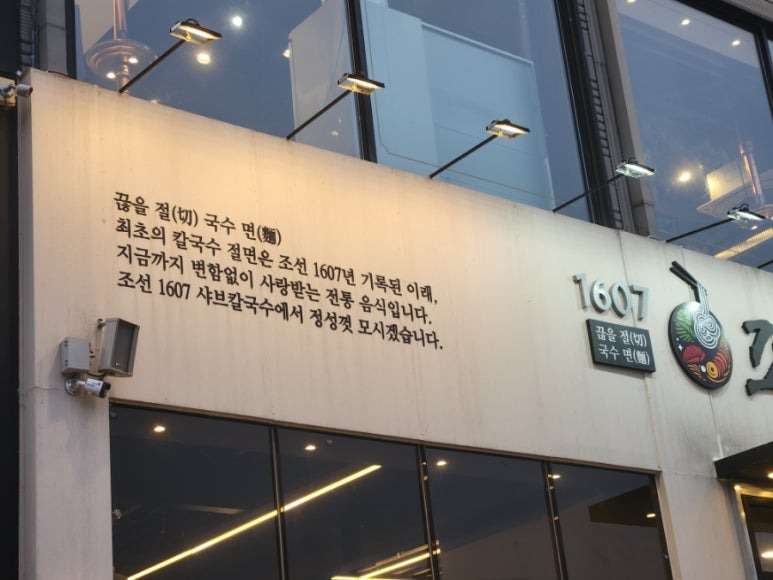 끊을 절(切) 국수 면(麵)
최초의 칼국수 절면은 조선 1607년 기록된 이래,
지금까지 변함없이 사랑받는 전통 음식입니다.
조선 1607 샤브칼국수에서 정성껏 모시겠습니다.
1607
끊을 절(切)
국수 면(麵)